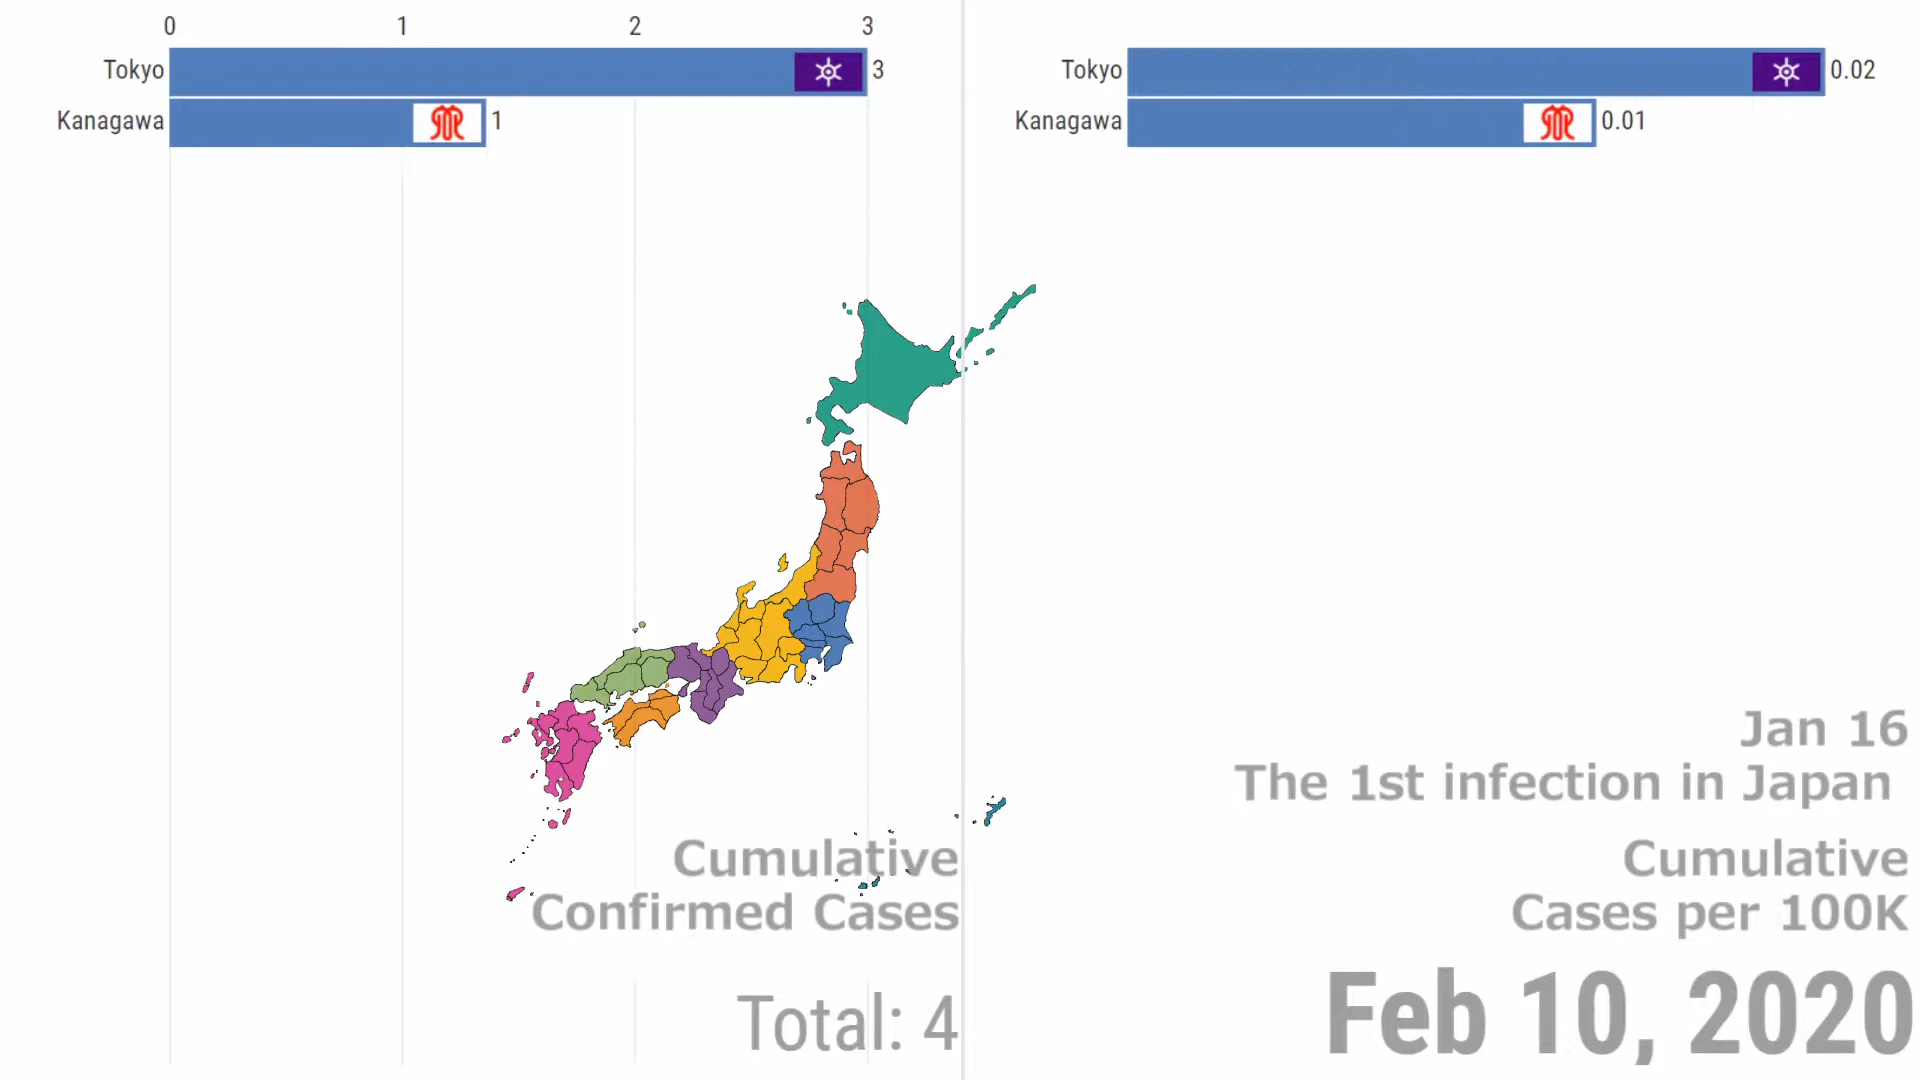 0 1 2 3
Tokyo 3
Kanagawa 1
Tokyo 0.02
Kanagawa 0.01
Jan 16
The 1st infection in Japan
Cumulative
Confirmed Cases
Total: 4
Cumulative
Cases per 100K
Feb 10, 2020